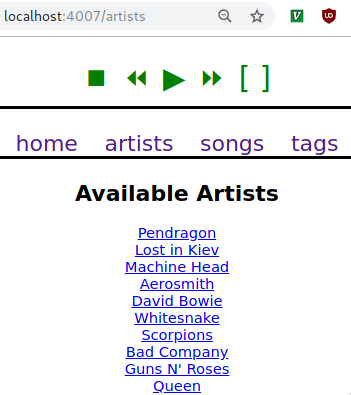 localhost:4007/artists
[ ]
home artists songs tags
Available Artists
Pendragon
Lost in Kiev
Machine Head
Aerosmith
David Bowie
Whitesnake
Scorpions
Bad Company
Guns N' Roses
Queen